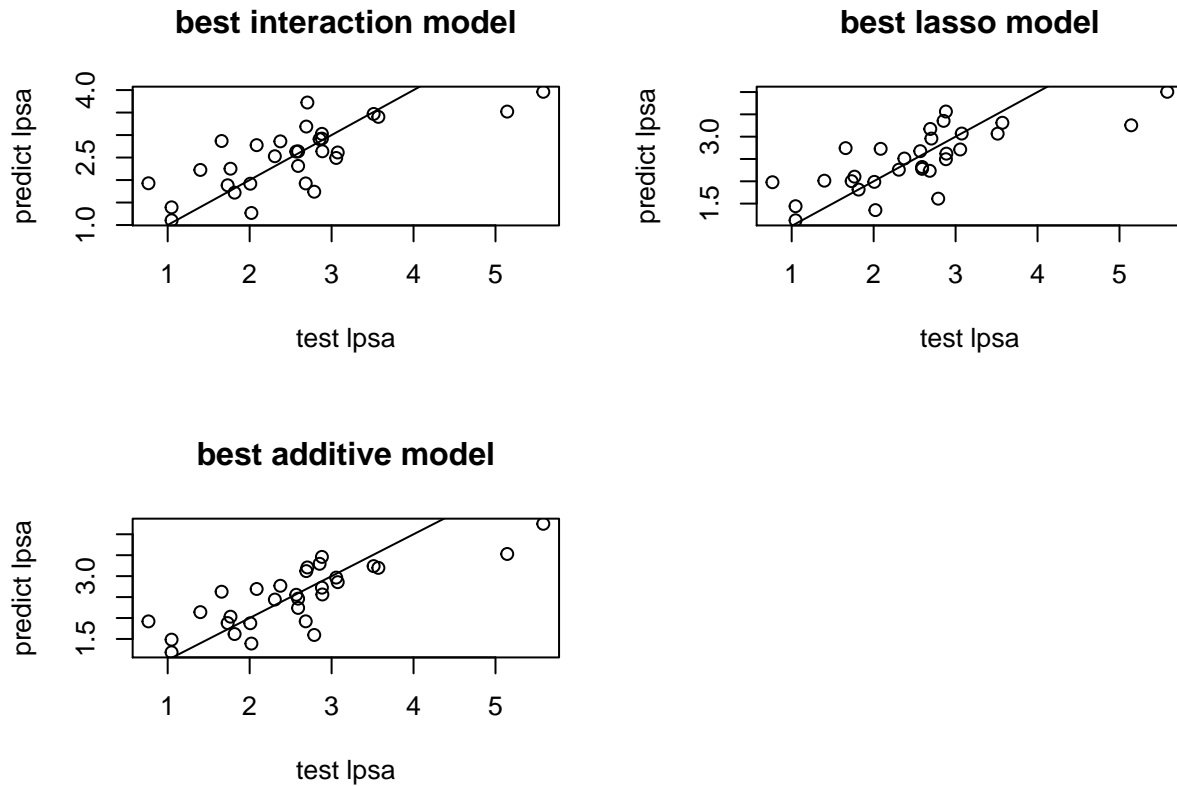 best interaction model
predict lpsa
4.0
2.5
1.0
1 2 3 4 5
test lpsa
best lasso model
predict lpsa
3.0
1.5
1 2 3 4 5
test lpsa
best additive model
predict lpsa
3.0
1.5
1 2 3 4 5
test lpsa